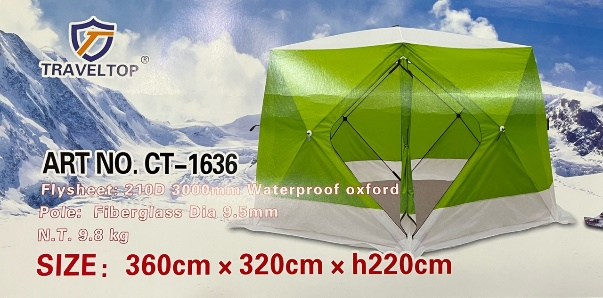 TRAVELTOP®
ART NO. CT-1636
Flysheet: 210D 3000mm Waterproof oxford
Pole: Fiberglass Dia 9.5mm
N.T. 9.8 kg
SIZE: 360cm × 320cm × h220cm